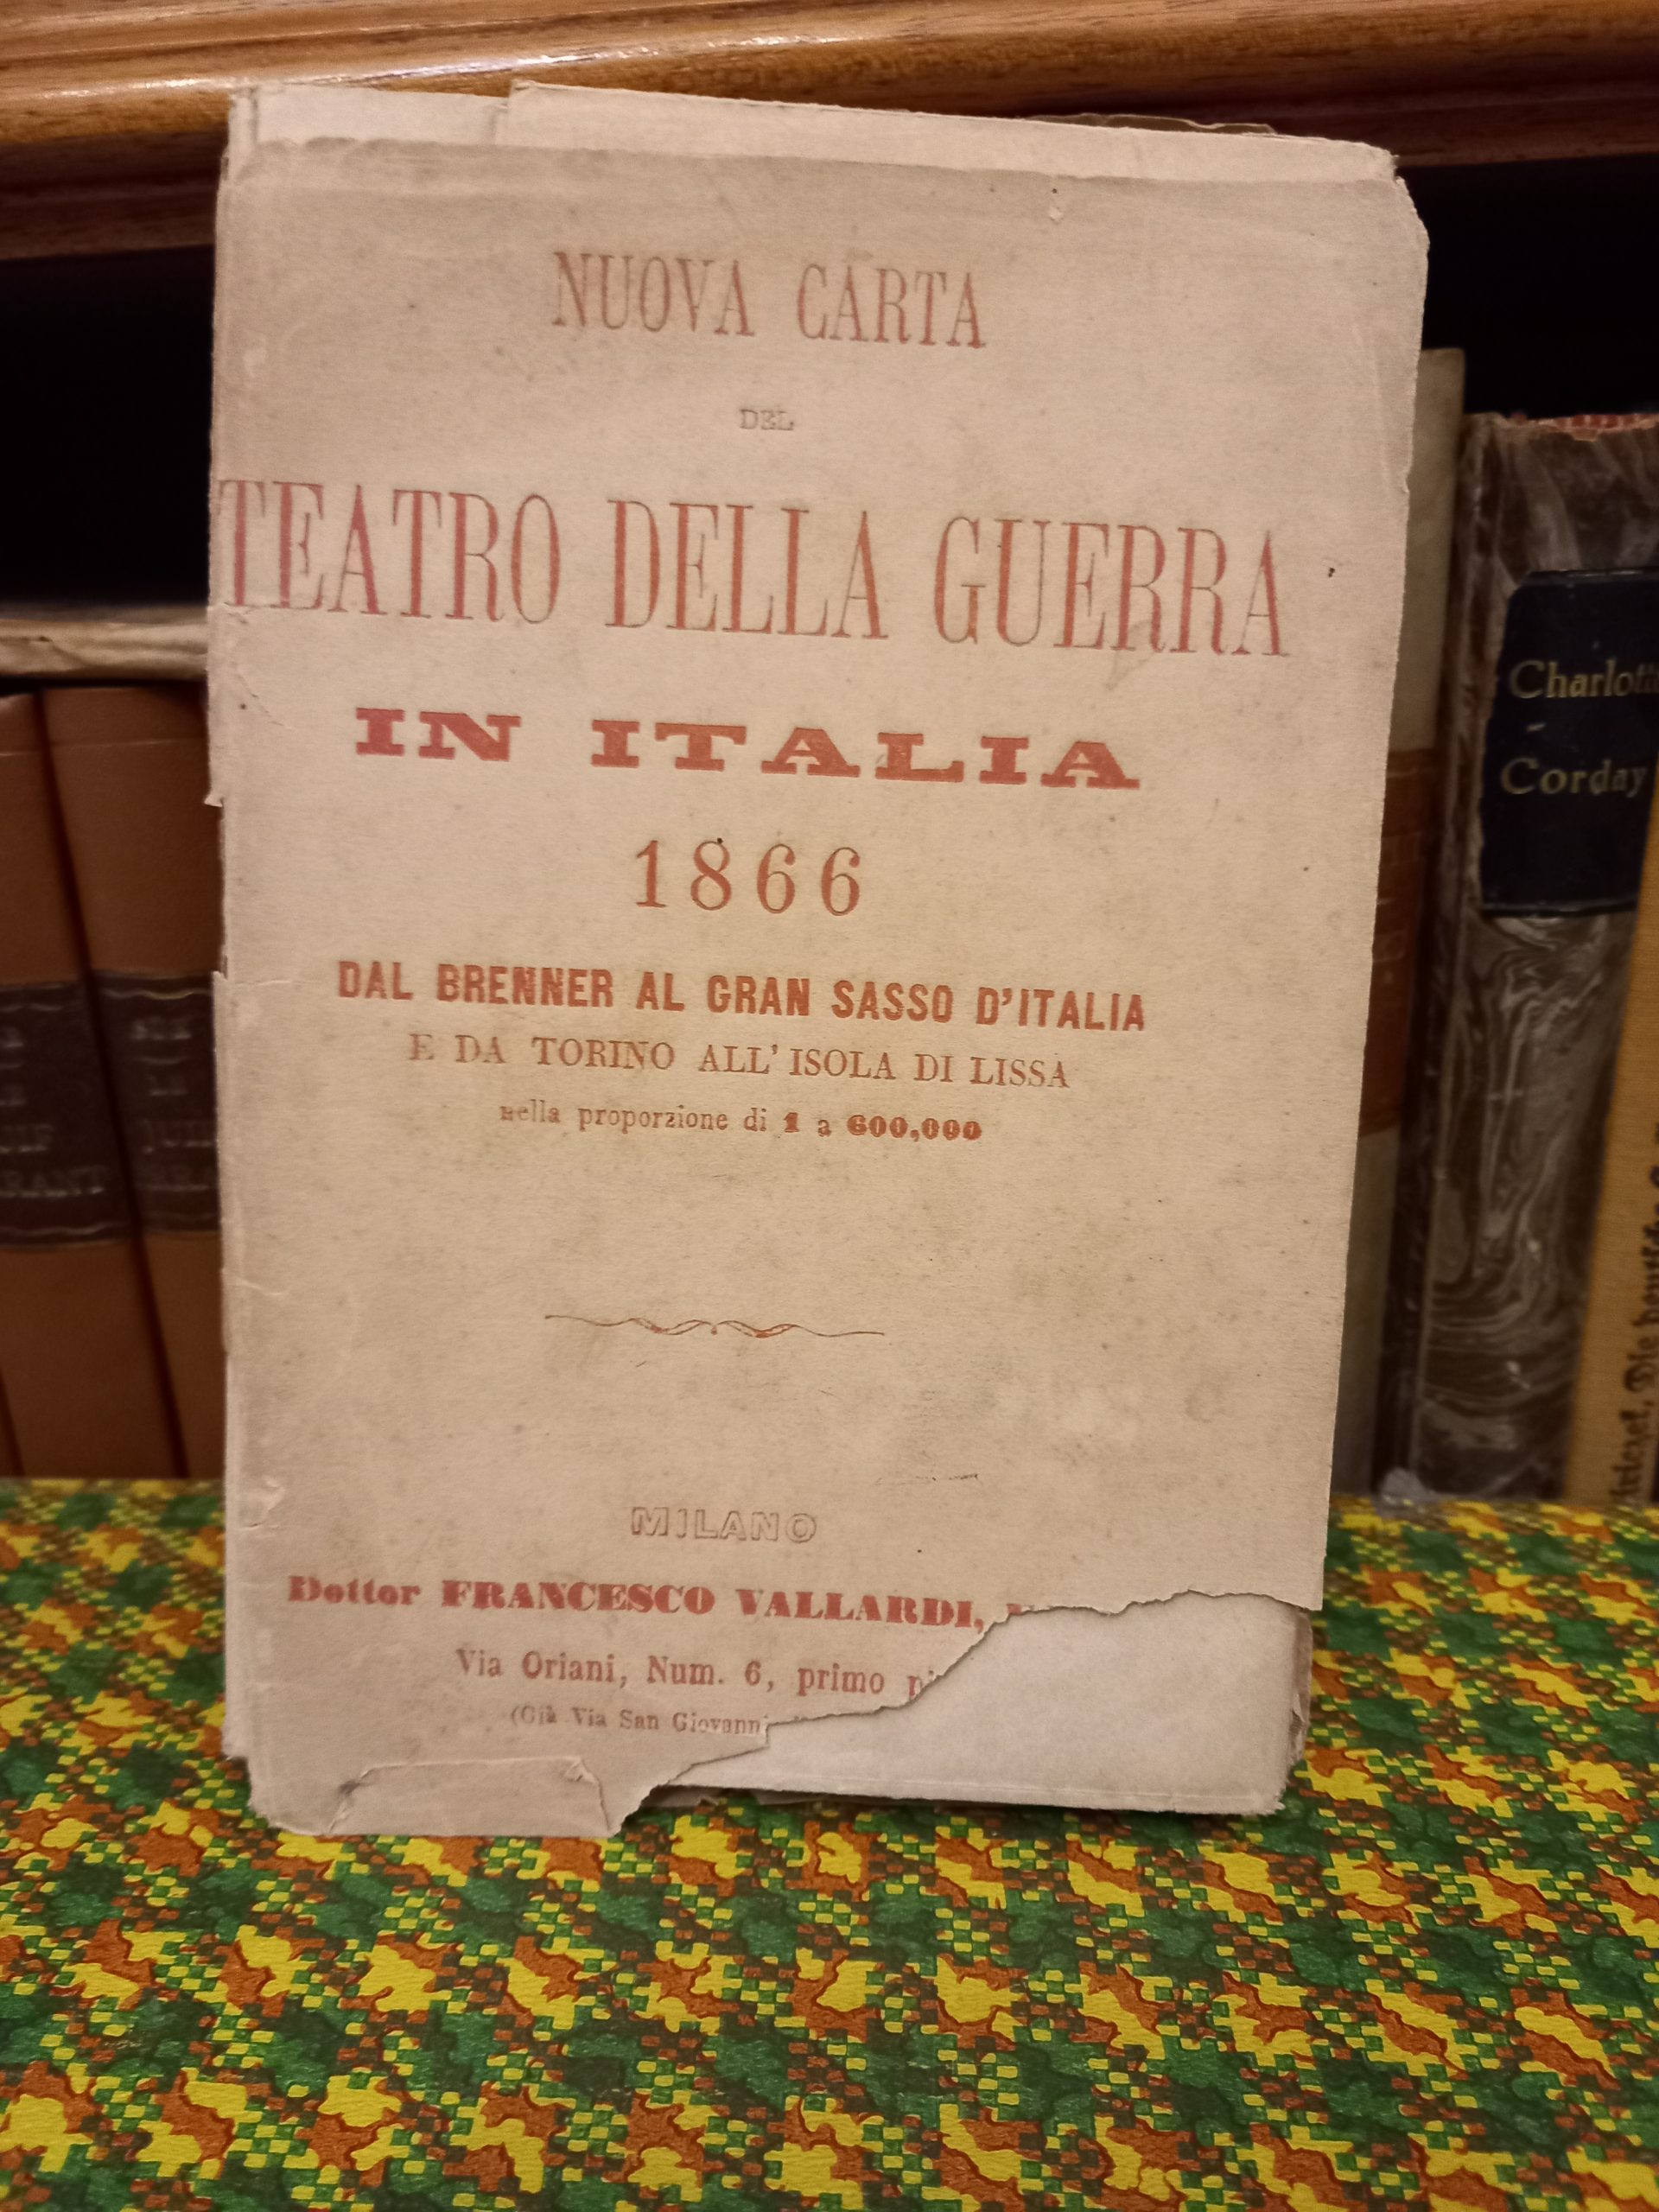 NUOVA CARTA
DEL
TEATRO DELLA GUERRA
IN ITALIA
1866
DAL BRENNER AL GRAN SASSO D'ITALIA
E DA TORINO ALL'ISOLA DI LISSA
nella proporzione di 1 a 600,000
MILANO
Dottor FRANCESCO VALLARDI,
Via Oriani, Num. 6, primo
(Già Via San Giovanni
Charlotte
-
Corday